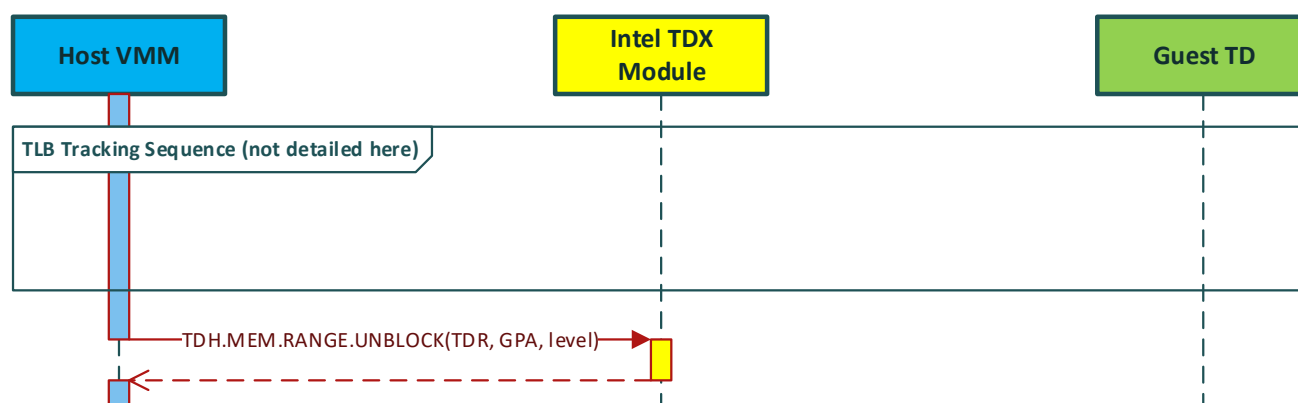 Host VMM
Intel TDX
Module
Guest TD
TLB Tracking Sequence (not detailed here)
TDH.MEM.RANGE.UNBLOCK(TDR, GPA, level)